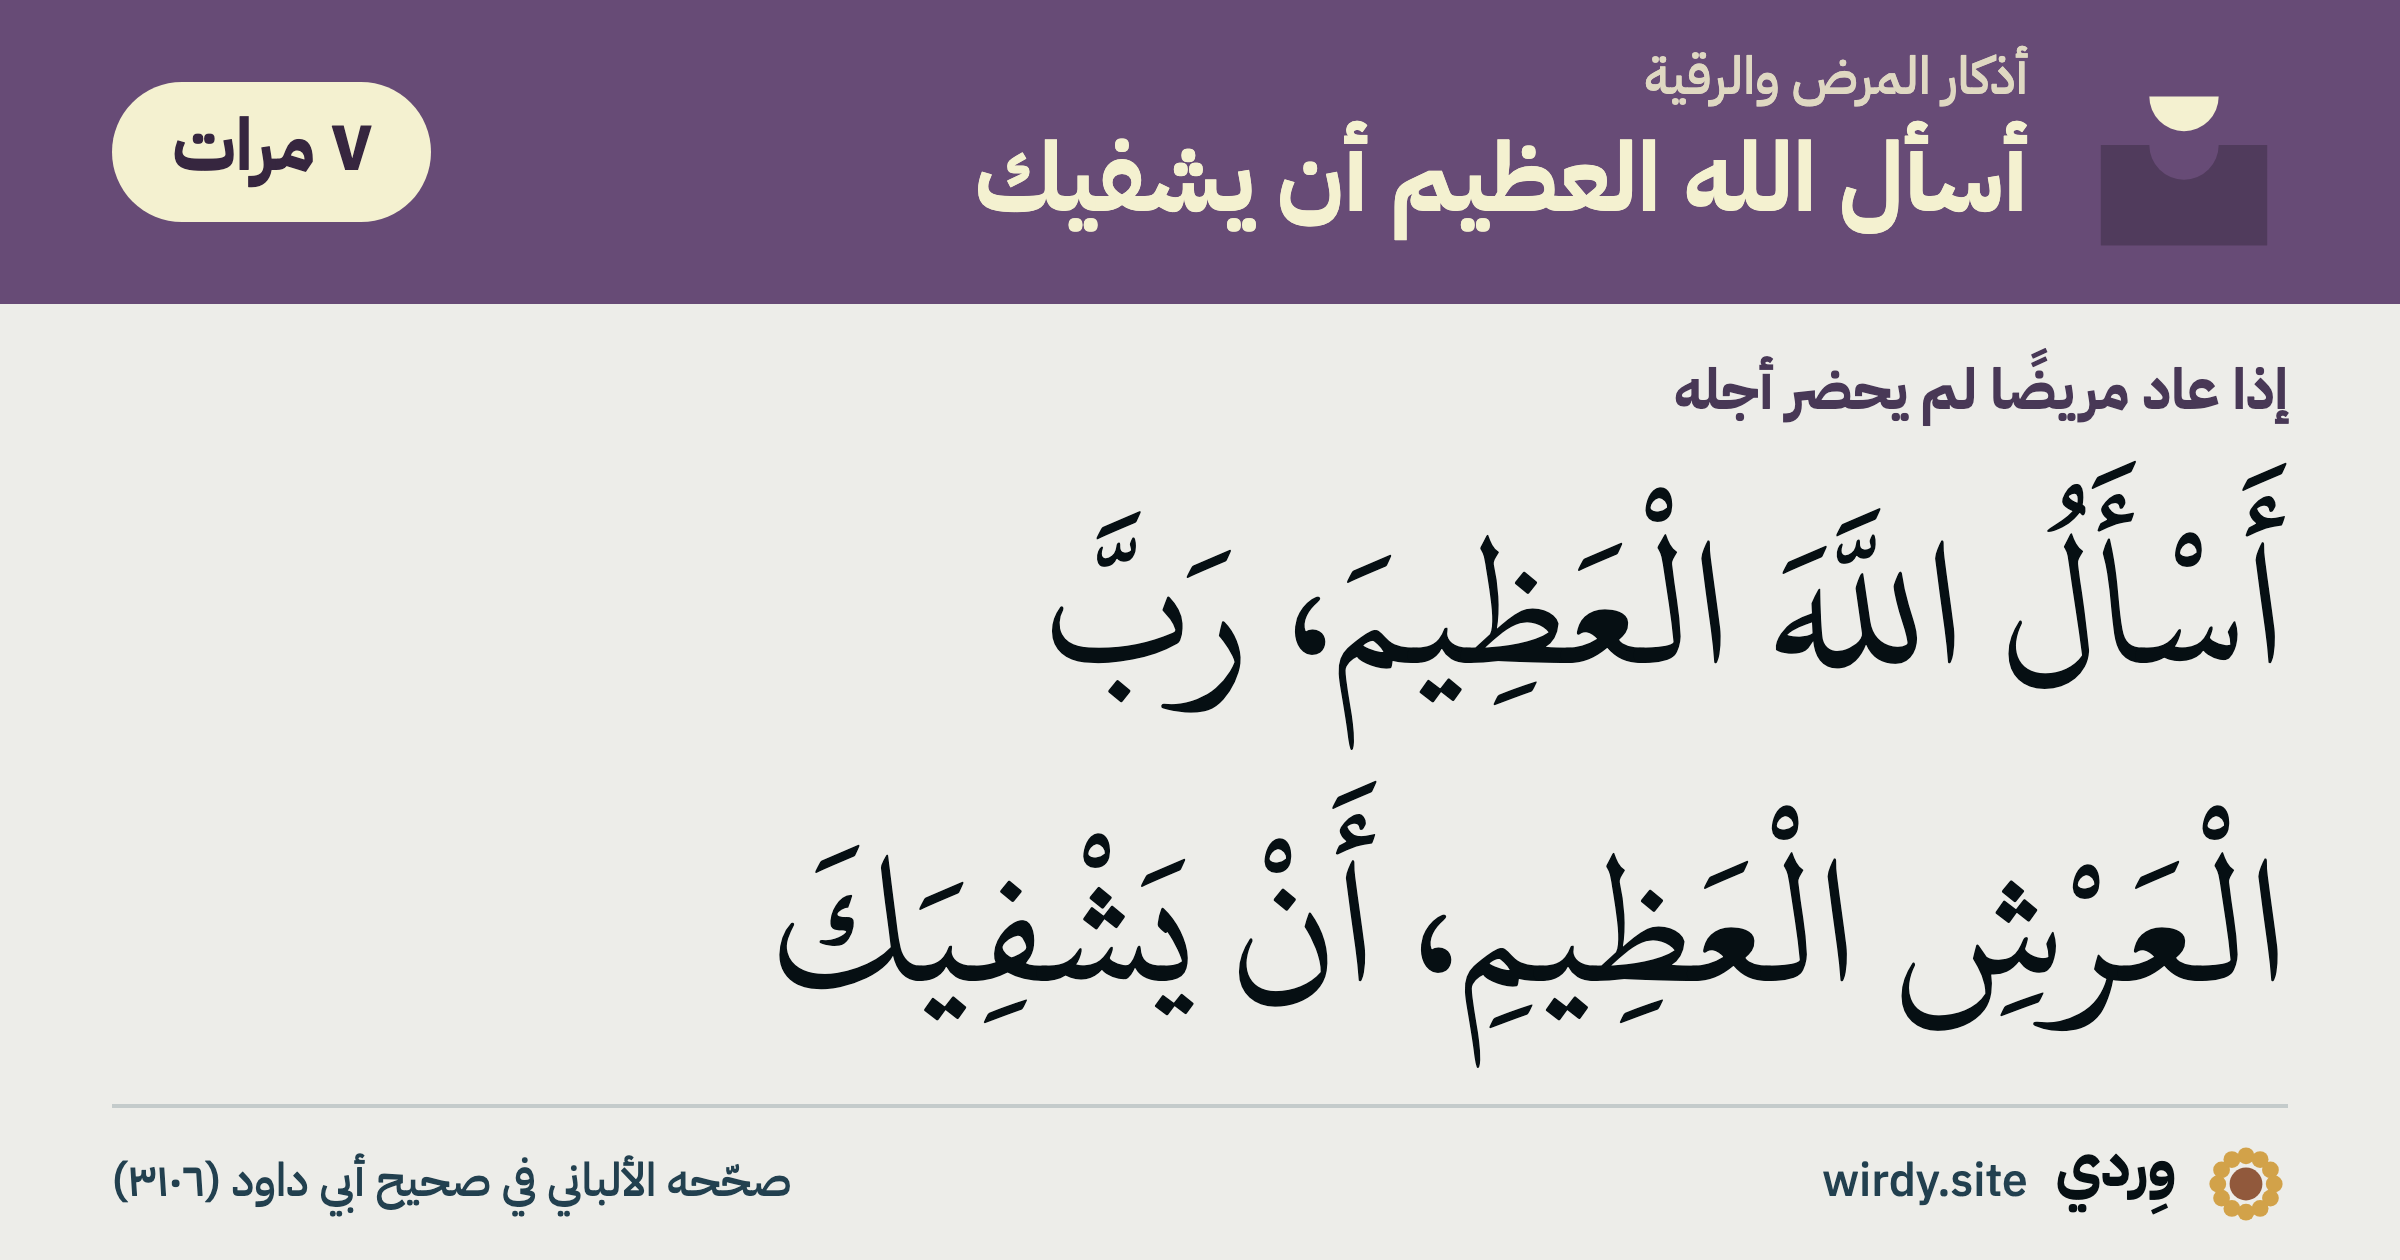 أذكار المرض والرقية
أسأل الله العظيم أن يشفيك
٧ مرات
إذا عاد مريضًا لم يحضر أجله
أَسْأَلُ اللهَ الْعَظِيمَ، رَبَّ
الْعَرْشِ الْعَظِيمِ، أَنْ يَشْفِيَكَ
وِردي wirdy.site
صحّحه الألباني في صحيح أبي داود (٣١٠٦)